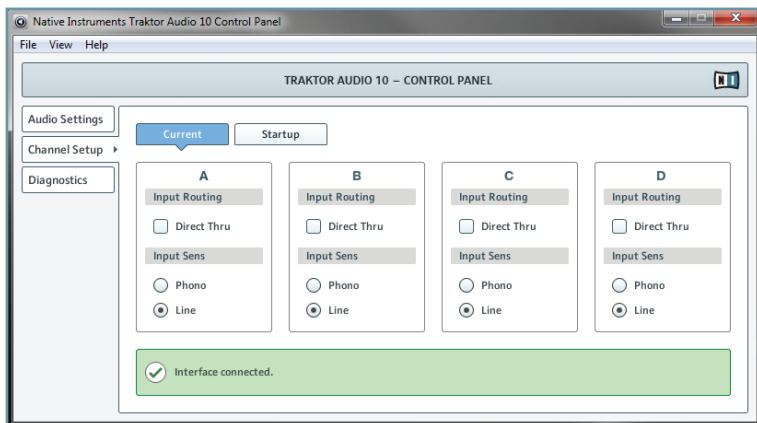 Native Instruments Traktor Audio 10 Control Panel
File View Help
TRAKTOR AUDIO 10 – CONTROL PANEL
NI
Audio Settings
Channel Setup
Diagnostics
Current Startup
A B C D
Input Routing Input Routing Input Routing Input Routing
Direct Thru Direct Thru Direct Thru Direct Thru
Input Sens Input Sens Input Sens Input Sens
Phono Phono Phono Phono
Line Line Line Line
Interface connected.